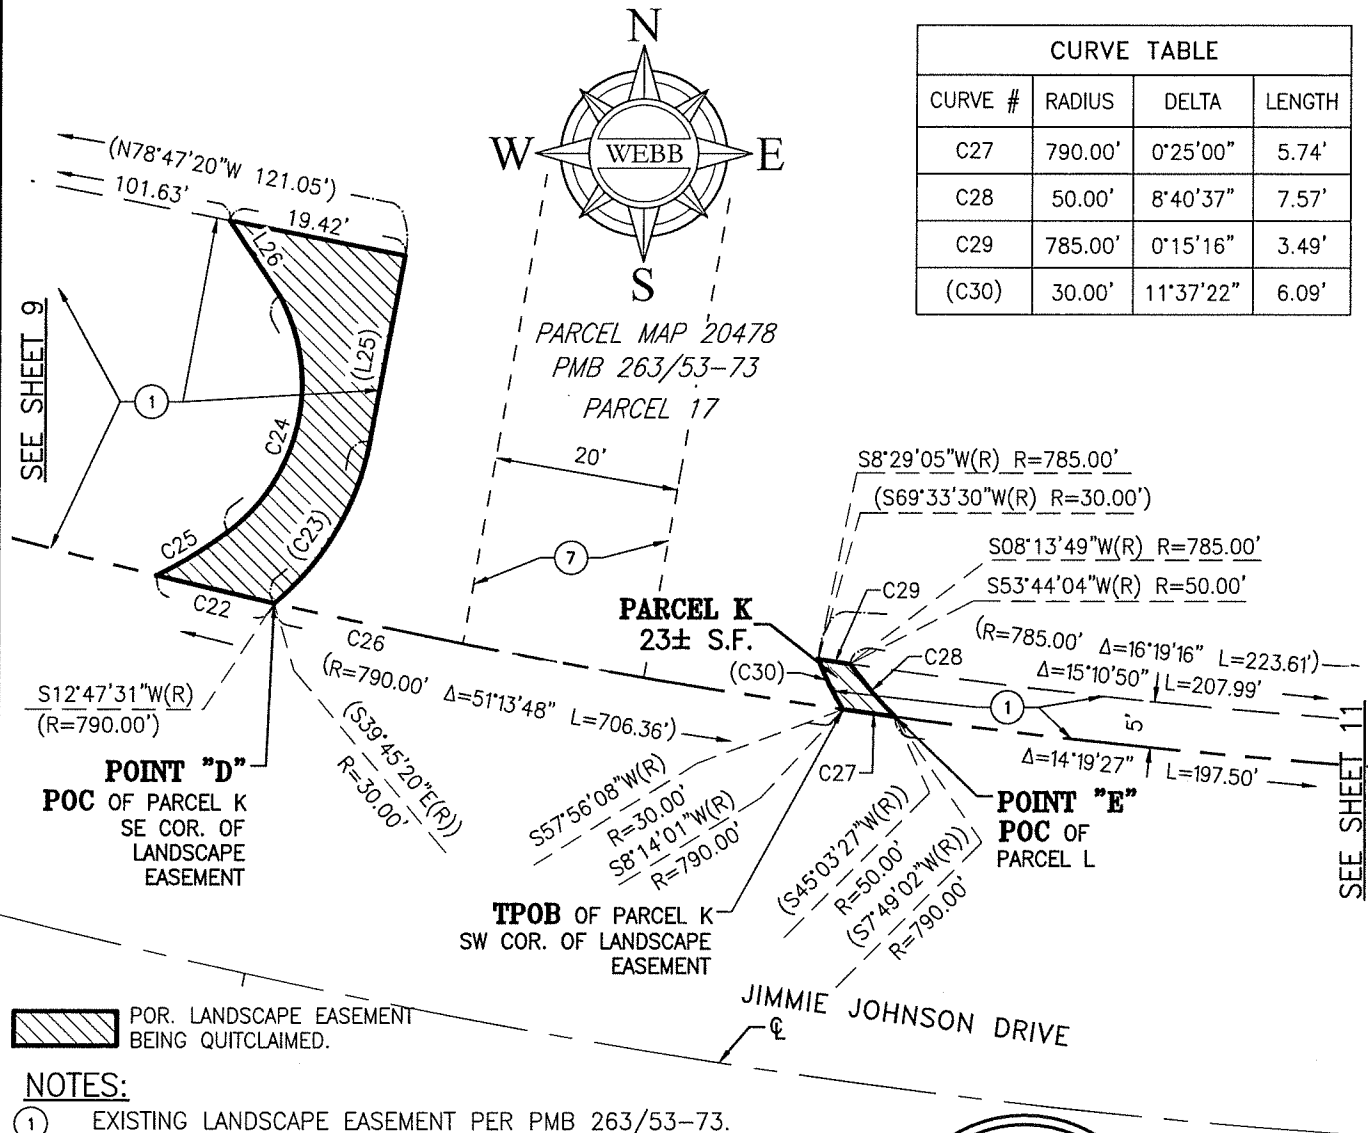 N
W
WEBB
E
S
CURVE TABLE
CURVE # RADIUS DELTA LENGTH
C27 790.00' 0°25'00" 5.74'
C28 50.00' 8°40'37" 7.57'
C29 785.00' 0°15'16" 3.49'
(C30) 30.00' 11°37'22" 6.09'
(N78°47'20"W 121.05')
101.63'
19.42'
L26
(L25)
C24
(C23)
C25
C22
SEE SHEET 9
1
PARCEL MAP 20478
PMB 263/53-73
PARCEL 17
20'
7
S8°29'05"W(R) R=785.00'
(S69°33'30"W(R) R=30.00')
S08°13'49"W(R) R=785.00'
S53°44'04"W(R) R=50.00'
PARCEL K
23± S.F.
C29
(C30)
C28
C27
(R=785.00' Δ=16°19'16" L=223.61')
Δ=15°10'50" L=207.99'
1
5'
Δ=14°19'27" L=197.50'
SEE SHEET 11
C26
(R=790.00' Δ=51°13'48" L=706.36')
S12°47'31"W(R)
(R=790.00')
(S39°45'20"E(R))
R=30.00'
POINT "D"
POC OF PARCEL K
SE COR. OF
LANDSCAPE
EASEMENT
S57°56'08"W(R)
R=30.00'
S8°14'01"W(R)
R=790.00'
(S45°03'27"W(R))
R=50.00'
(S7°49'02"W(R))
R=790.00'
POINT "E"
POC OF
PARCEL L
TPOB OF PARCEL K
SW COR. OF LANDSCAPE
EASEMENT
JIMMIE JOHNSON DRIVE
℄
POR. LANDSCAPE EASEMENT
BEING QUITCLAIMED.
NOTES:
1 EXISTING LANDSCAPE EASEMENT PER PMB 263/53-73.